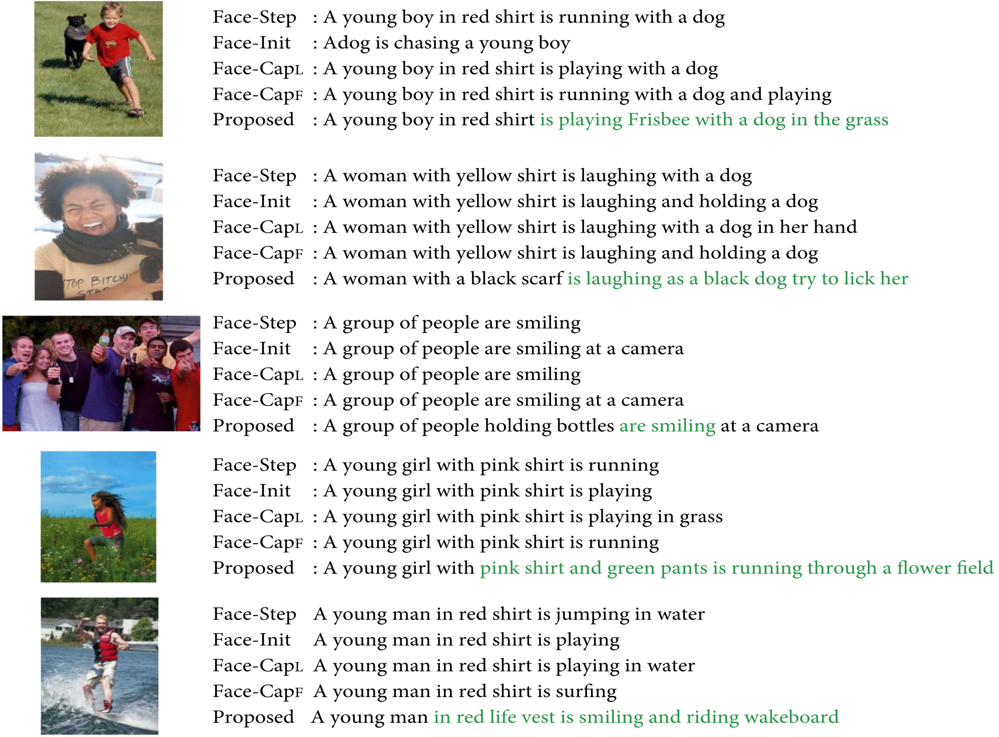 Face-Step : A young boy in red shirt is running with a dog
Face-Init : Adog is chasing a young boy
Face-CapL : A young boy in red shirt is playing with a dog
Face-CapF : A young boy in red shirt is running with a dog and playing
Proposed : A young boy in red shirt is playing Frisbee with a dog in the grass
Face-Step : A woman with yellow shirt is laughing with a dog
Face-Init : A woman with yellow shirt is laughing and holding a dog
Face-CapL : A woman with yellow shirt is laughing with a dog in her hand
Face-CapF : A woman with yellow shirt is laughing and holding a dog
Proposed : A woman with a black scarf is laughing as a black dog try to lick her
TOP BITCHI
Face-Step : A group of people are smiling
Face-Init : A group of people are smiling at a camera
Face-CapL : A group of people are smiling
Face-CapF : A group of people are smiling at a camera
Proposed : A group of people holding bottles are smiling at a camera
Face-Step : A young girl with pink shirt is running
Face-Init : A young girl with pink shirt is playing
Face-CapL : A young girl with pink shirt is playing in grass
Face-CapF : A young girl with pink shirt is running
Proposed : A young girl with pink shirt and green pants is running through a flower field
Face-Step A young man in red shirt is jumping in water
Face-Init A young man in red shirt is playing
Face-CapL A young man in red shirt is playing in water
Face-CapF A young man in red shirt is surfing
Proposed A young man in red life vest is smiling and riding wakeboard